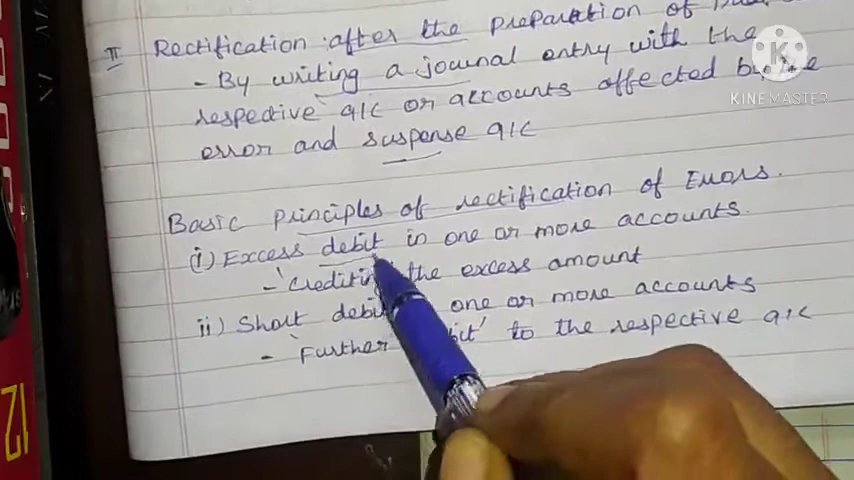 II Rectification after the preparation of
- By writing a journal entry with the
respective a/c or accounts affected by the
error and suspense a/c
Basic principles of rectification of Errors.
(i) Excess debit in one or more accounts.
- 'Crediting the excess amount
ii) Short debit one or more accounts
- 'Further bit' to the respective a/c
KINEMASTER
12